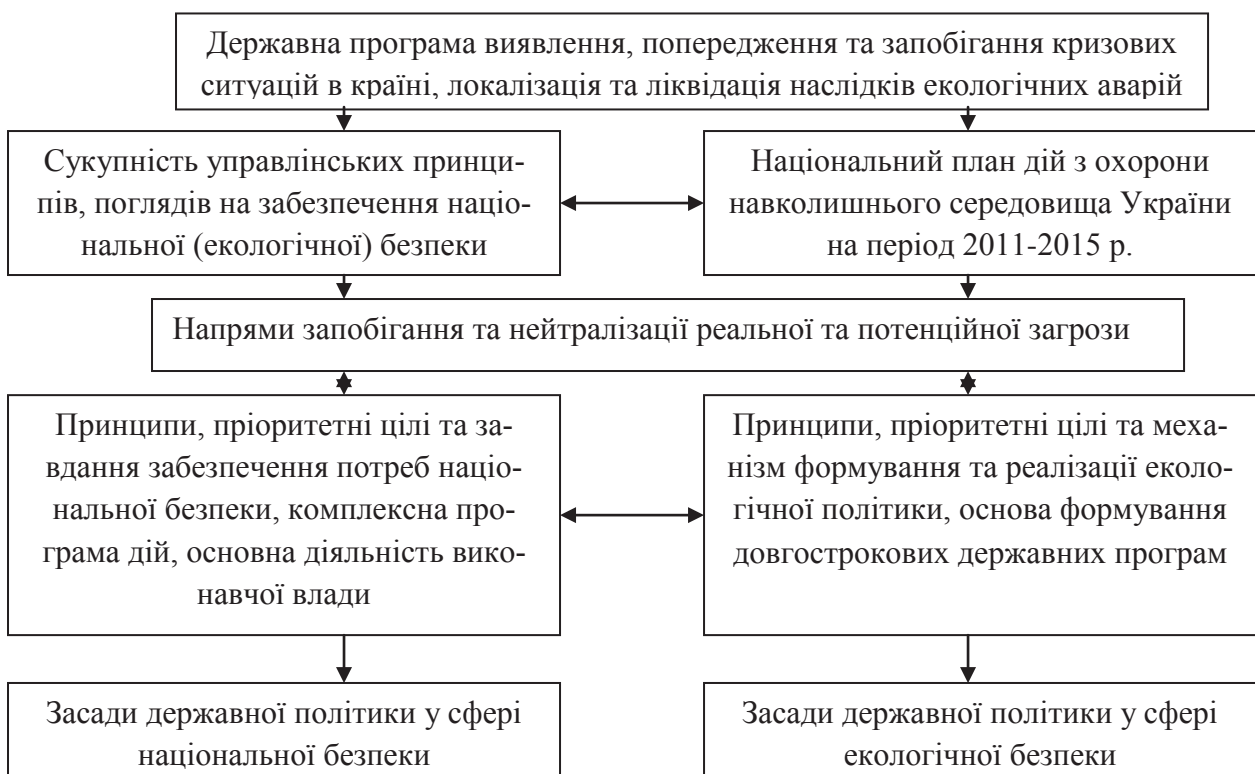 Державна програма виявлення, попередження та запобігання кризових
ситуацій в країні, локалізація та ліквідація наслідків екологічних аварій
Сукупність управлінських принци-
пів, поглядів на забезпечення націо-
нальної (екологічної) безпеки
Національний план дій з охорони
навколишнього середовища України
на період 2011-2015 р.
Напрями запобігання та нейтралізації реальної та потенційної загрози
Принципи, пріоритетні цілі та за-
вдання забезпечення потреб націо-
нальної безпеки, комплексна про-
грама дій, основна діяльність вико-
навчої влади
Принципи, пріоритетні цілі та меха-
нізм формування та реалізації еколо-
гічної політики, основа формування
довгострокових державних програм
Засади державної політики у сфері
національної безпеки
Засади державної політики у сфері
екологічної безпеки